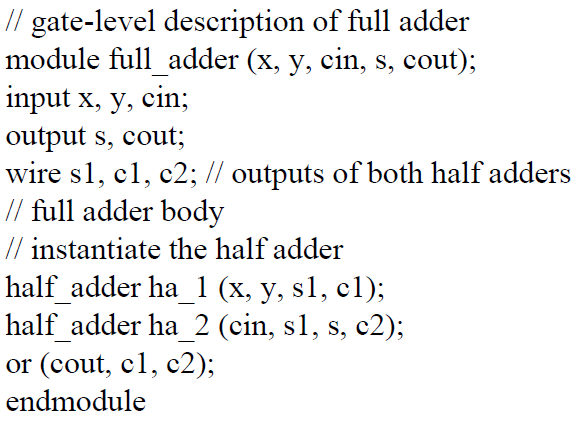 // gate-level description of full adder
module full_adder (x, y, cin, s, cout);
input x, y, cin;
output s, cout;
wire s1, c1, c2; // outputs of both half adders
// full adder body
// instantiate the half adder
half_adder ha_1 (x, y, s1, c1);
half_adder ha_2 (cin, s1, s, c2);
or (cout, c1, c2);
endmodule